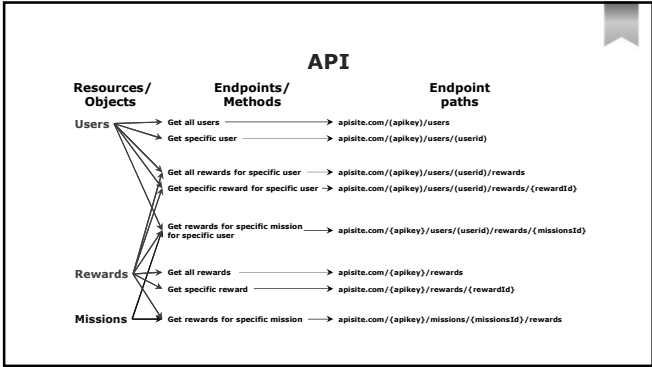 API
Resources/
Objects
Endpoints/
Methods
Endpoint
paths
Users
Get all users
apisite.com/{apikey}/users
Get specific user
apisite.com/{apikey}/users/(userid)
Get all rewards for specific user
apisite.com/{apikey}/users/(userid)/rewards
Get specific reward for specific user
apisite.com/{apikey}/users/(userid)/rewards/{rewardId}
Get rewards for specific mission
for specific user
apisite.com/{apikey}/users/(userid)/rewards/{missionsId}
Rewards
Get all rewards
apisite.com/{apikey}/rewards
Get specific reward
apisite.com/{apikey}/rewards/{rewardId}
Missions
Get rewards for specific mission
apisite.com/{apikey}/missions/{missionsId}/rewards